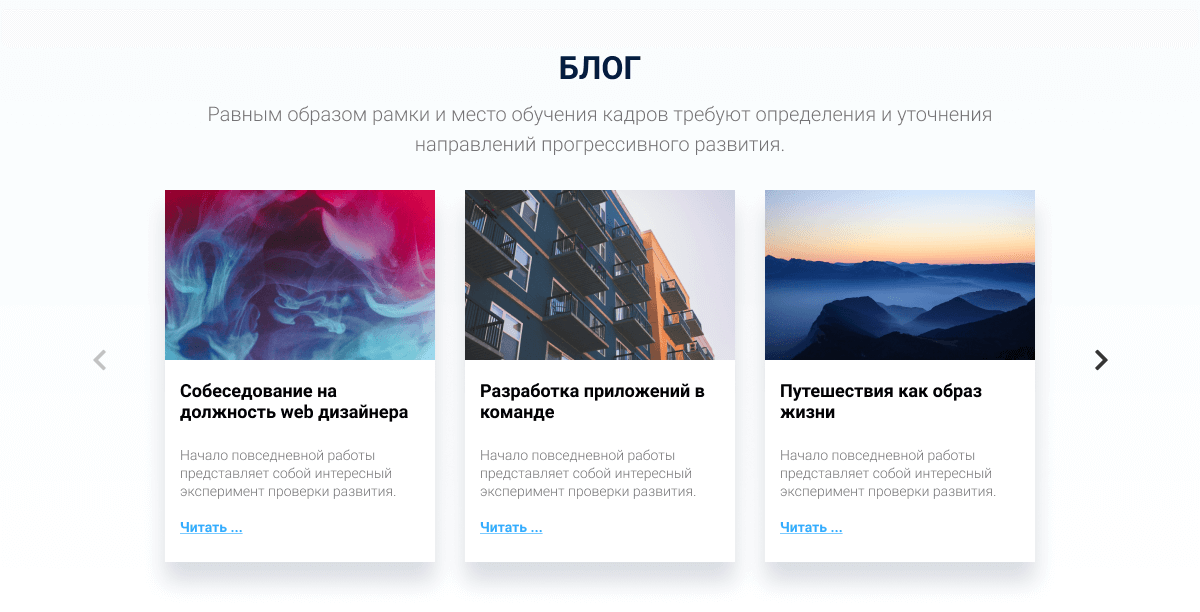 БЛОГ
Равным образом рамки и место обучения кадров требуют определения и уточнения
направлений прогрессивного развития.
Собеседование на
должность web дизайнера
Начало повседневной работы
представляет собой интересный
эксперимент проверки развития.
Читать ...
Разработка приложений в
команде
Начало повседневной работы
представляет собой интересный
эксперимент проверки развития.
Читать ...
Путешествия как образ
жизни
Начало повседневной работы
представляет собой интересный
эксперимент проверки развития.
Читать ...